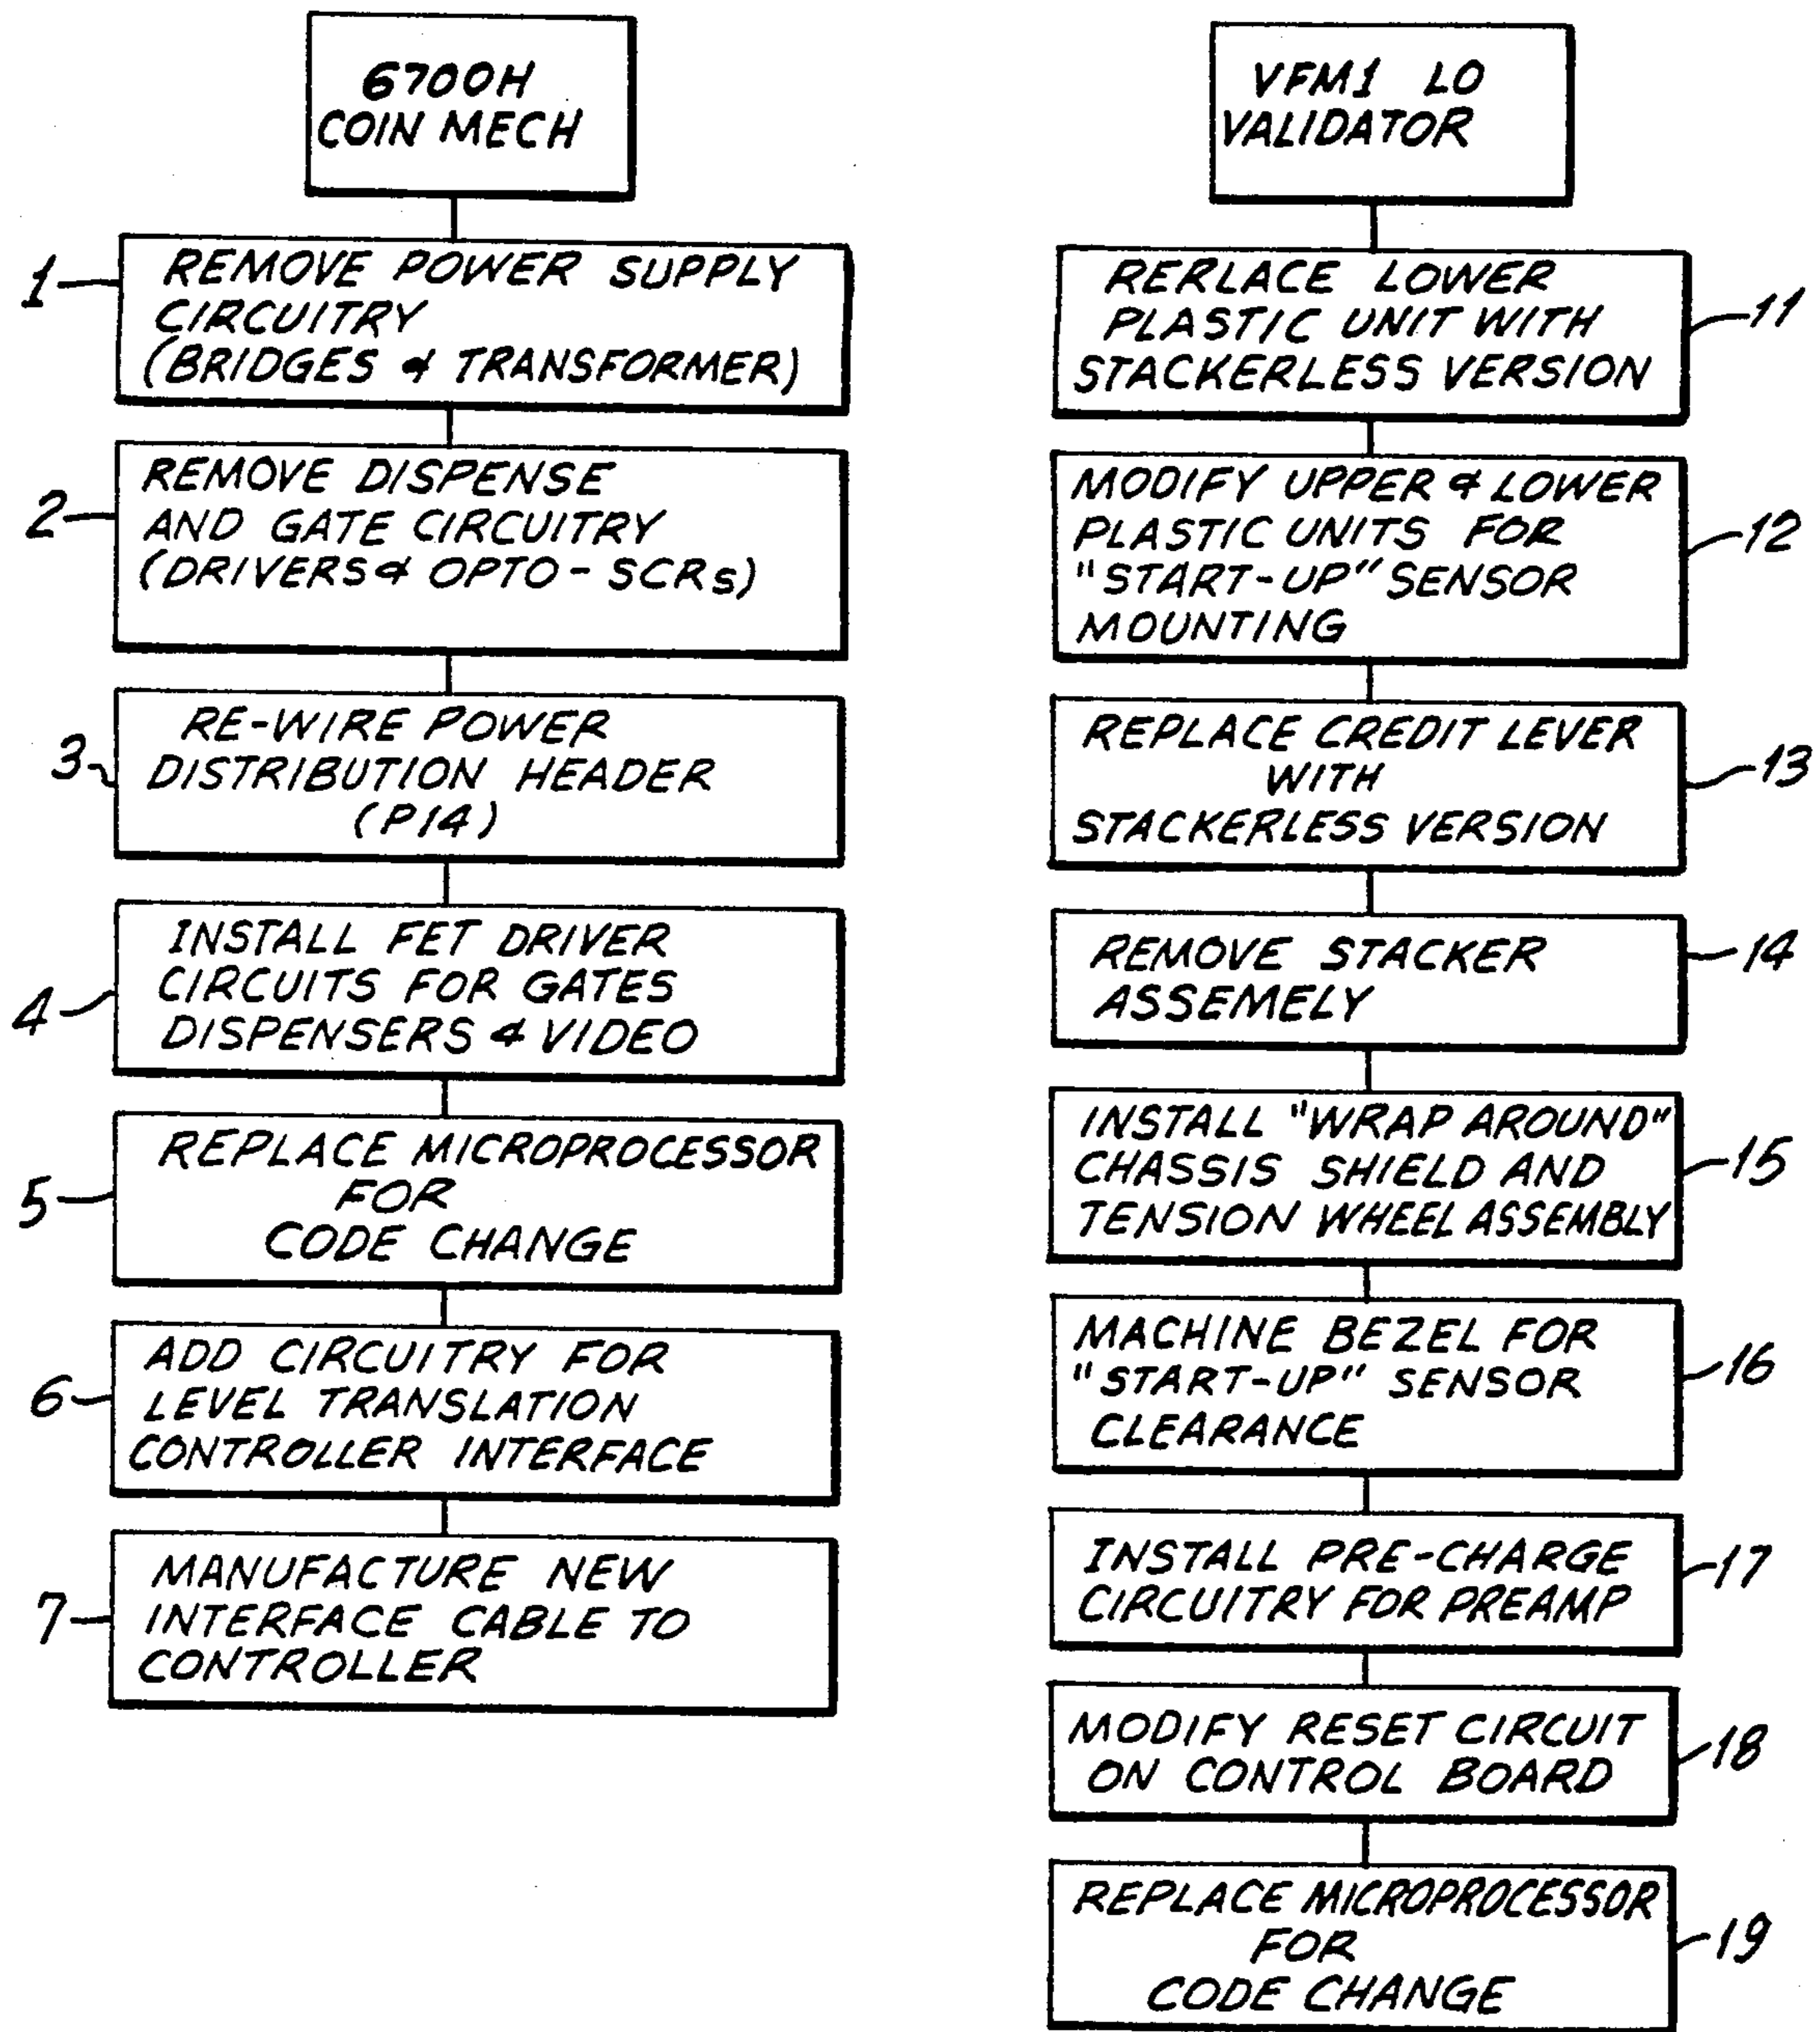 6700H
COIN MECH
1
REMOVE POWER SUPPLY
CIRCUITRY
(BRIDGES & TRANSFORMER)
2
REMOVE DISPENSE
AND GATE CIRCUITRY
(DRIVERS & OPTO-SCRs)
3
RE-WIRE POWER
DISTRIBUTION HEADER
(P14)
4
INSTALL FET DRIVER
CIRCUITS FOR GATES
DISPENSERS & VIDEO
5
REPLACE MICROPROCESSOR
FOR
CODE CHANGE
6
ADD CIRCUITRY FOR
LEVEL TRANSLATION
CONTROLLER INTERFACE
7
MANUFACTURE NEW
INTERFACE CABLE TO
CONTROLLER
VFM1 LO
VALIDATOR
RERLACE LOWER
PLASTIC UNIT WITH
STACKERLESS VERSION
11
MODIFY UPPER & LOWER
PLASTIC UNITS FOR
"START-UP" SENSOR
MOUNTING
12
REPLACE CREDIT LEVER
WITH
STACKERLESS VERSION
13
REMOVE STACKER
ASSEMELY
14
INSTALL "WRAP AROUND"
CHASSIS SHIELD AND
TENSION WHEEL ASSEMBLY
15
MACHINE BEZEL FOR
"START-UP" SENSOR
CLEARANCE
16
INSTALL PRE-CHARGE
CIRCUITRY FOR PREAMP
17
MODIFY RESET CIRCUIT
ON CONTROL BOARD
18
REPLACE MICROPROCESSOR
FOR
CODE CHANGE
19